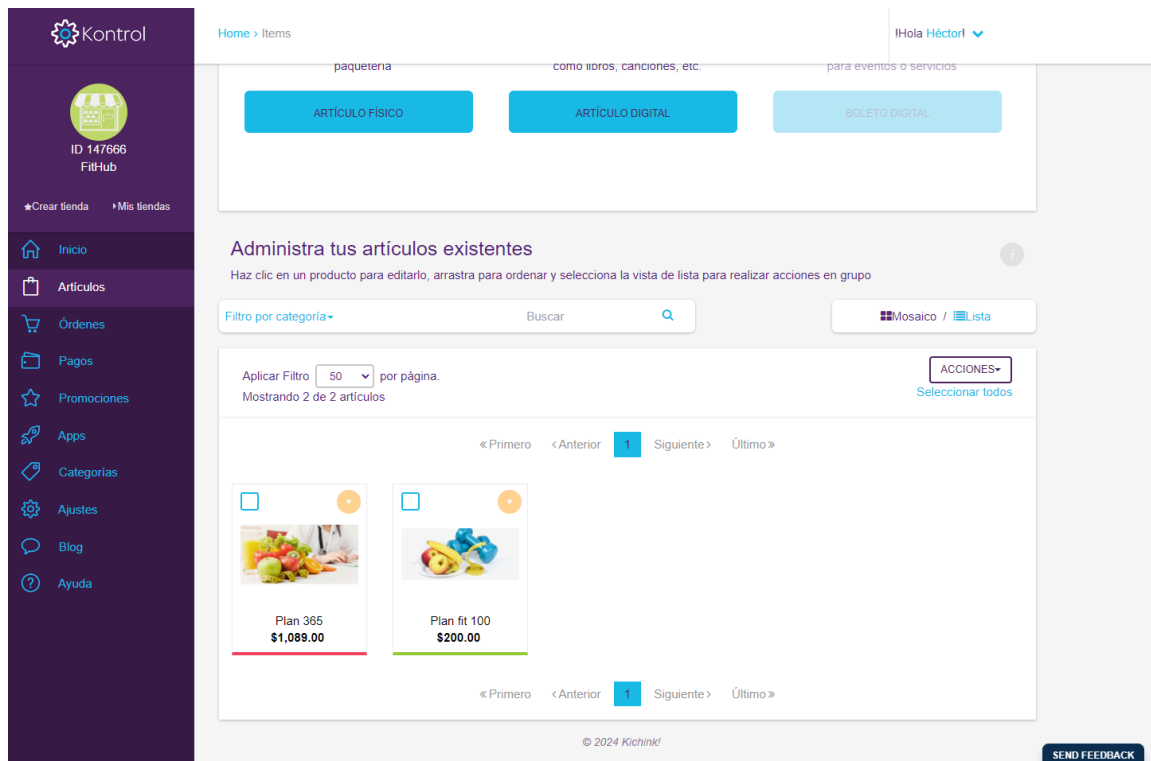 Kontrol
Home > Items
!Hola Héctor!
ID 147666
FitHub
Crear tienda
Mis tiendas
Inicio
Artículos
Órdenes
Pagos
Promociones
Apps
Categorías
Ajustes
Blog
Ayuda
paquetería
como libros, canciones, etc.
para eventos o servicios
ARTÍCULO FÍSICO
ARTÍCULO DIGITAL
BOLETO DIGITAL
Administra tus artículos existentes
i
Haz clic en un producto para editarlo, arrastra para ordenar y selecciona la vista de lista para realizar acciones en grupo
Filtro por categoría
Buscar
Mosaico / Lista
Aplicar Filtro 50 por página.
Mostrando 2 de 2 artículos
ACCIONES
Seleccionar todos
« Primero < Anterior 1 Siguiente > Último »
Plan 365
$1,089.00
Plan fit 100
$200.00
« Primero < Anterior 1 Siguiente > Último »
© 2024 Kichink!
SEND FEEDBACK